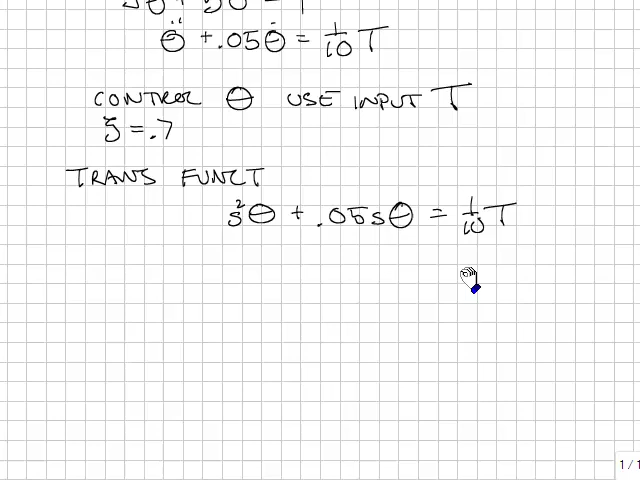 θ̈ + .05θ̇ = 1/10 T
CONTROL θ USE INPUT T
ζ = .7
TRANS FUNCT
s²θ + .05sθ = 1/10 T
1 / 1